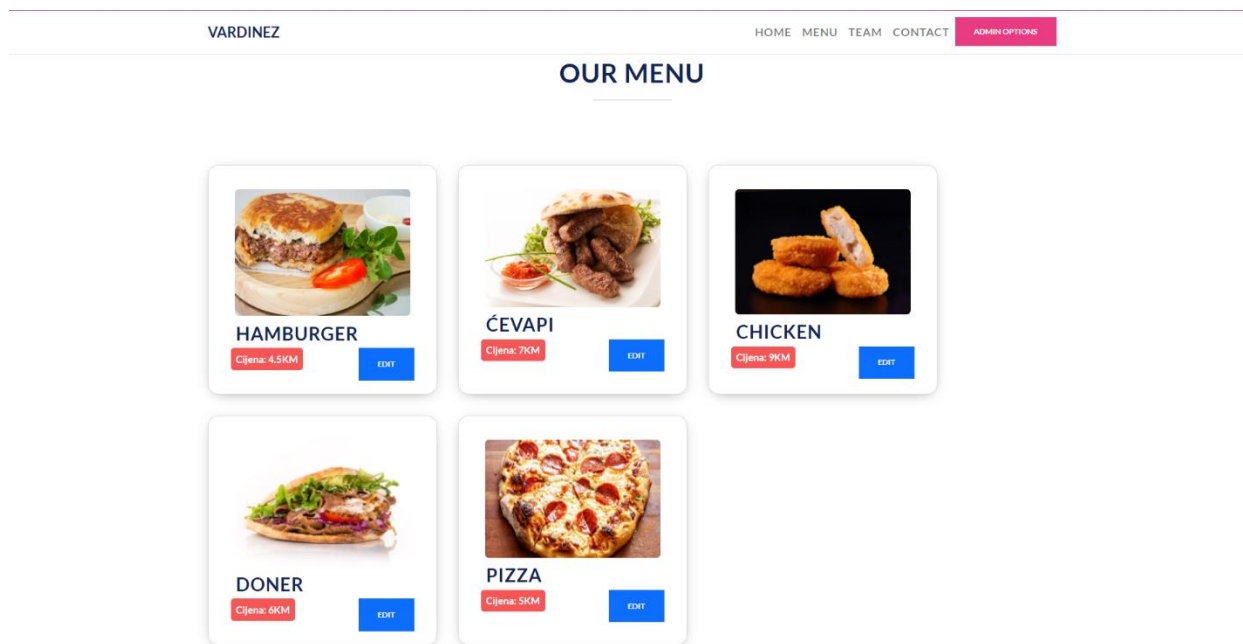 VARDINEZ
HOME MENU TEAM CONTACT ADMIN OPTIONS
OUR MENU
HAMBURGER
Cijena: 4.5KM
EDIT
ĆEVAPI
Cijena: 7KM
EDIT
CHICKEN
Cijena: 9KM
EDIT
DONER
Cijena: 6KM
EDIT
PIZZA
Cijena: 5KM
EDIT